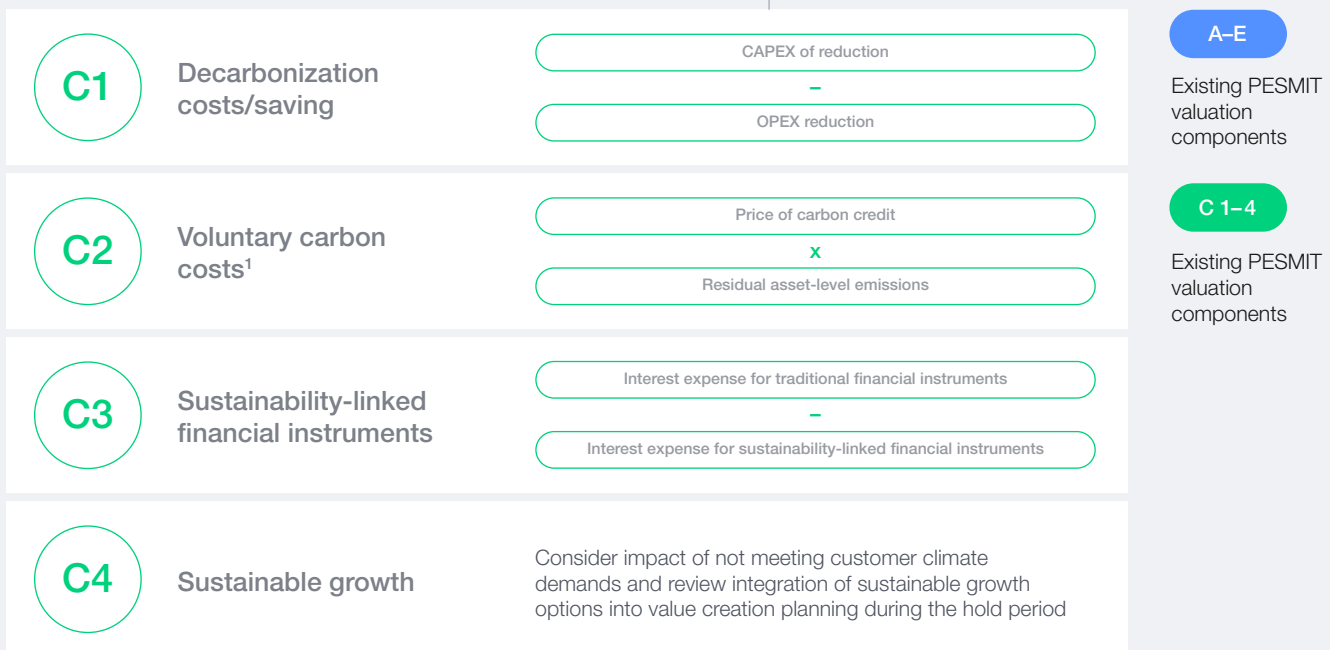 C1
Decarbonization
costs/saving
CAPEX of reduction
–
OPEX reduction
C2
Voluntary carbon
costs¹
Price of carbon credit
x
Residual asset-level emissions
C3
Sustainability-linked
financial instruments
Interest expense for traditional financial instruments
–
Interest expense for sustainability-linked financial instruments
C4
Sustainable growth
Consider impact of not meeting customer climate
demands and review integration of sustainable growth
options into value creation planning during the hold period
A–E
Existing PESMIT
valuation
components
C 1–4
Existing PESMIT
valuation
components